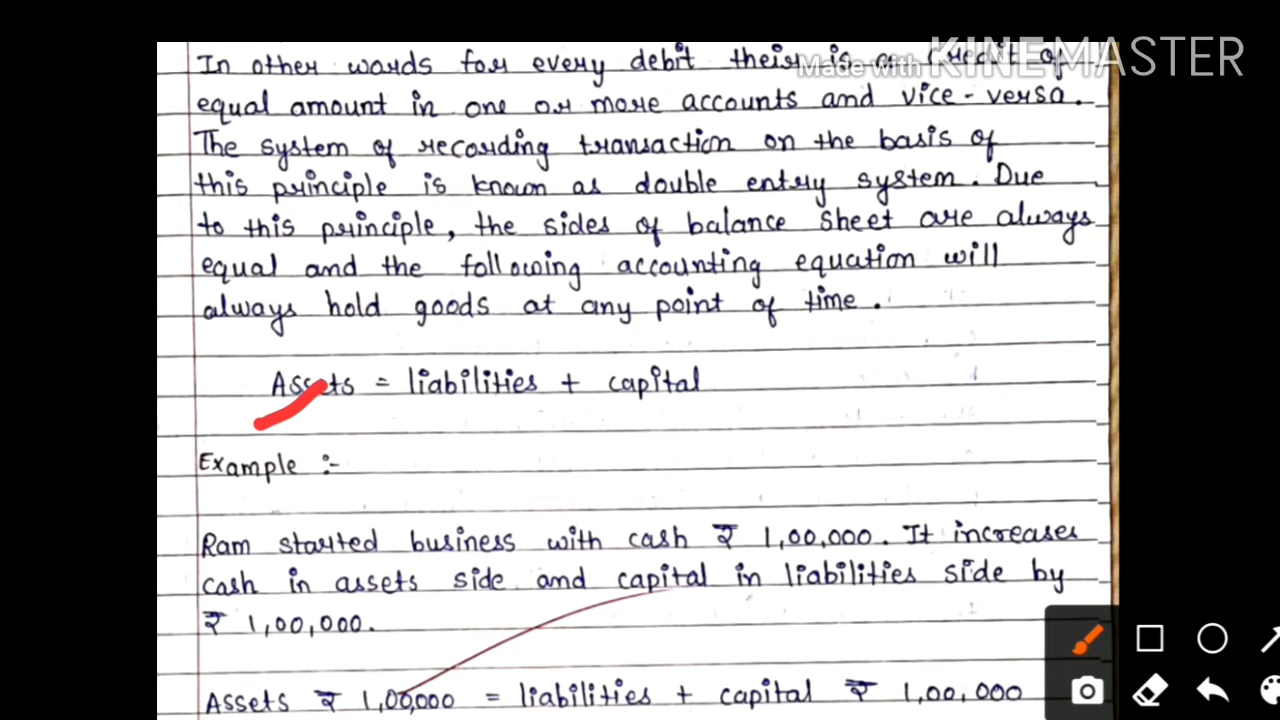 Made with KINEMASTER
In other words for every debit their is a credit of
equal amount in one or more accounts and vice-versa.
The system of recording transaction on the basis of
this principle is known as double entry system. Due
to this principle, the sides of balance sheet are always
equal and the following accounting equation will
always hold goods at any point of time.
Assets = liabilities + capital
Example :-
Ram started business with cash ₹ 1,00,000. It increases
cash in assets side and capital in liabilities side by
₹ 1,00,000.
Assets ₹ 1,00,000 = liabilities + capital ₹ 1,00,000